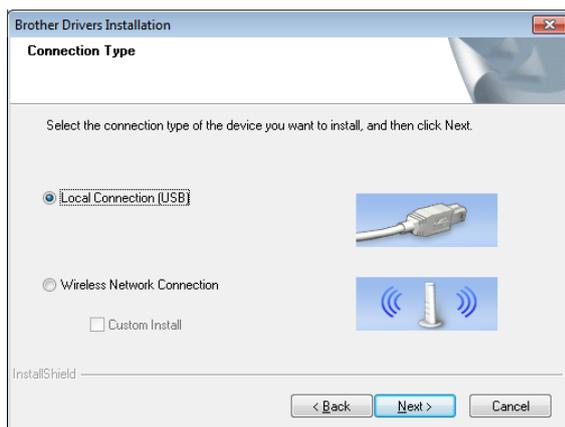 Brother Drivers Installation
Connection Type
Select the connection type of the device you want to install, and then click Next.
Local Connection (USB)
Wireless Network Connection
Custom Install
InstallShield
< Back Next > Cancel